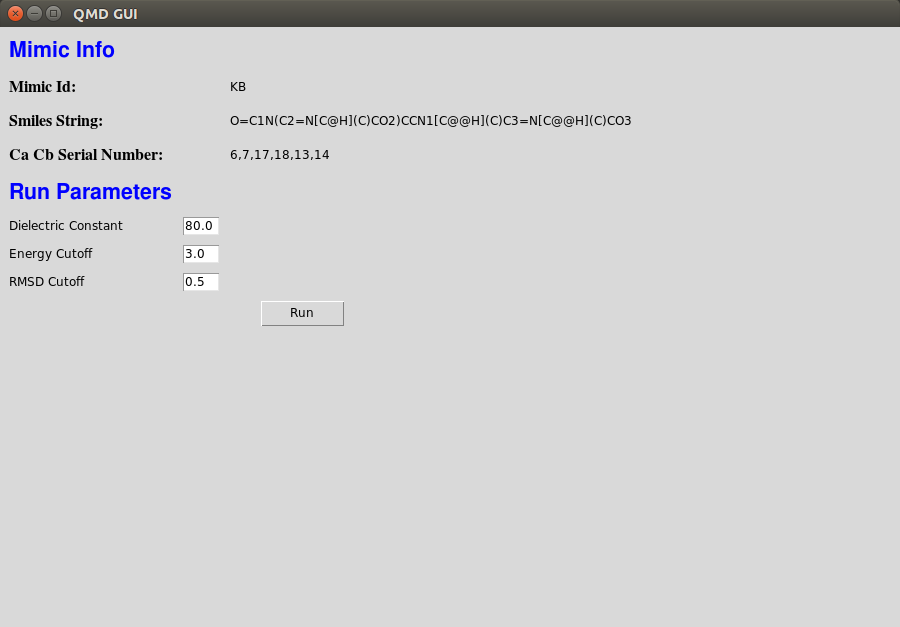 QMD GUI
Mimic Info
Mimic Id: KB
Smiles String: O=C1N(C2=N[C@H](C)CO2)CCN1[C@@H](C)C3=N[C@@H](C)CO3
Ca Cb Serial Number: 6,7,17,18,13,14
Run Parameters
Dielectric Constant 80.0
Energy Cutoff 3.0
RMSD Cutoff 0.5
Run